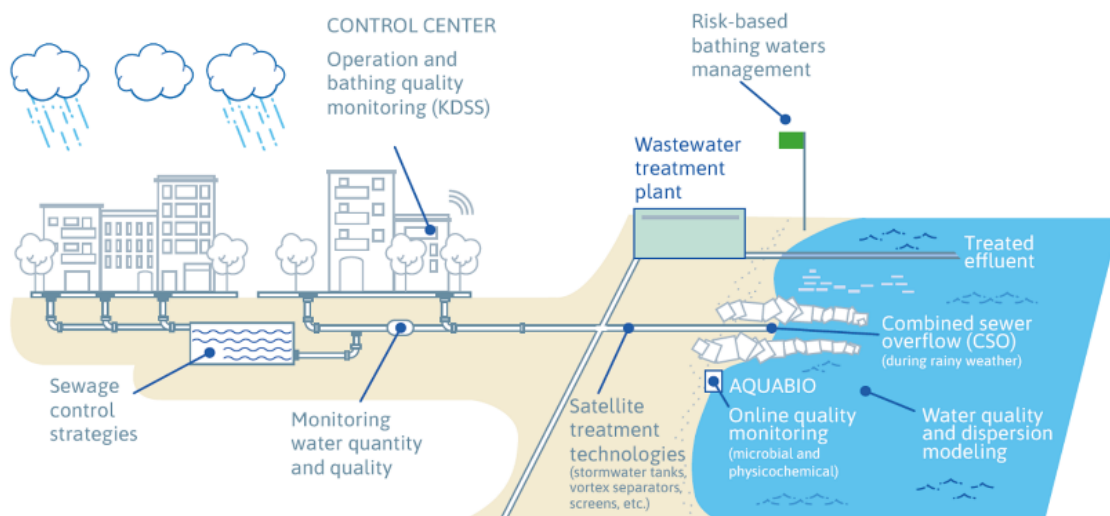 CONTROL CENTER
Operation and
bathing quality
monitoring (KDSS)
Risk-based
bathing waters
management
Wastewater
treatment
plant
Treated
effluent
Combined sewer
overflow (CSO)
(during rainy weather)
Sewage
control
strategies
Monitoring
water quantity
and quality
Satellite
treatment
technologies
(stormwater tanks,
vortex separators,
screens, etc.)
AQUABIO
Online quality
monitoring
(microbial and
physicochemical)
Water quality
and dispersion
modeling